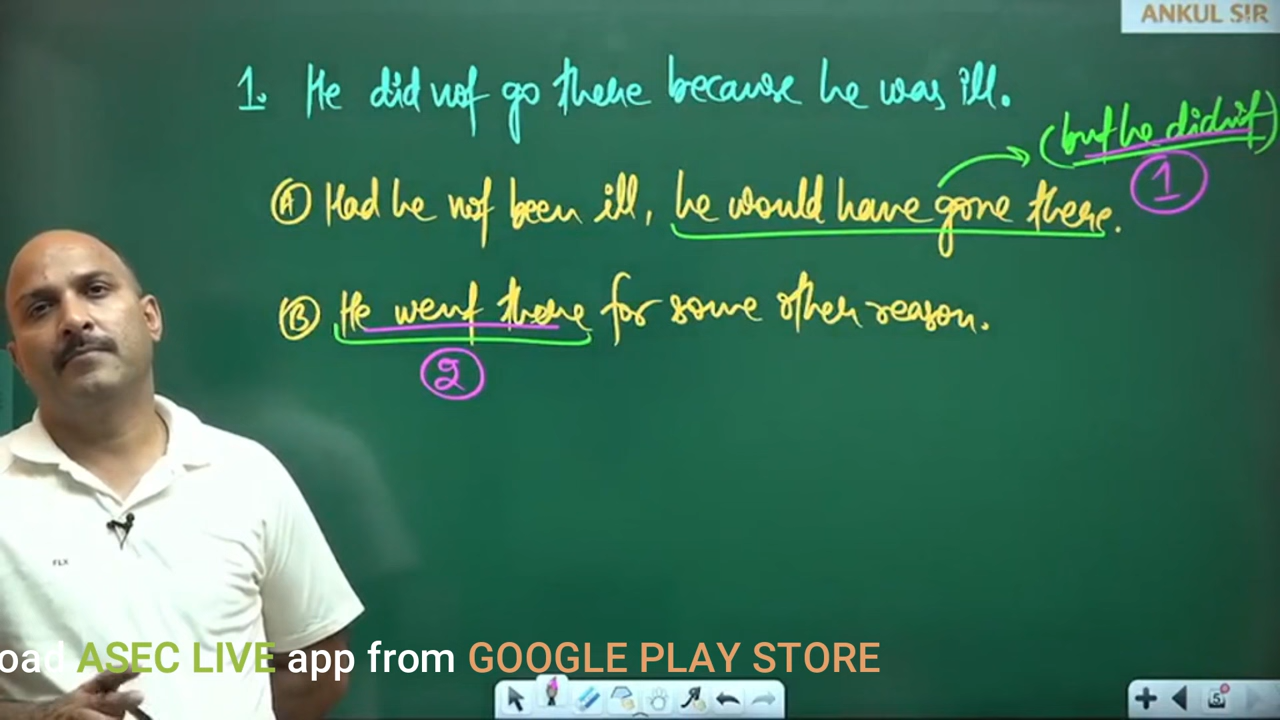 ANKUL SIR
1. He did not go there because he was ill.
(but he didn't)
1
(A) Had he not been ill, he would have gone there.
(B) He went there for some other reason.
2
FLX
oad ASEC LIVE app from GOOGLE PLAY STORE
5